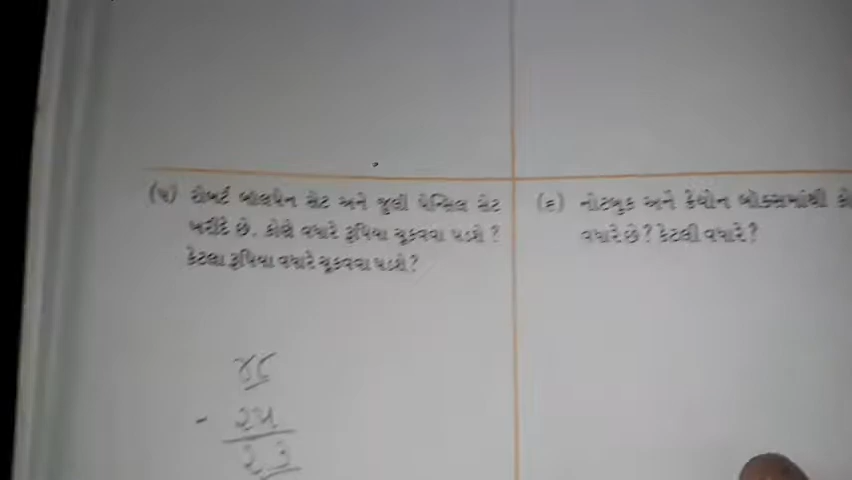 (૫) રોબર્ટ બોલપેન સેટ અને જુલી પેન્સિલ સેટ
ખરીદે છે. કોણે વધારે રૂપિયા ચૂકવવા પડશે?
કેટલા રૂપિયા વધારે ચૂકવવા પડશે?
૪૮
- ૨૫
૨૩
(૬) નોટબુક અને ક્રેયોન બૉક્સમાંથી
વધારે છે? કેટલી વધારે?